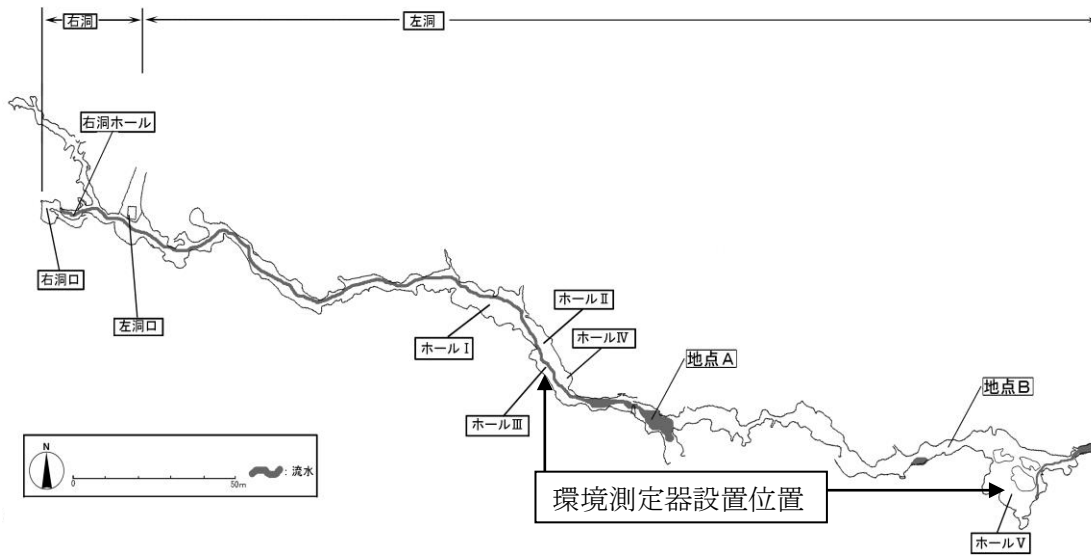 右洞
左洞
右洞ホール
右洞口
左洞口
ホールⅠ
ホールⅡ
ホールⅣ
ホールⅢ
地点A
地点B
環境測定器設置位置
ホールⅤ
N
0
50m
: 流水